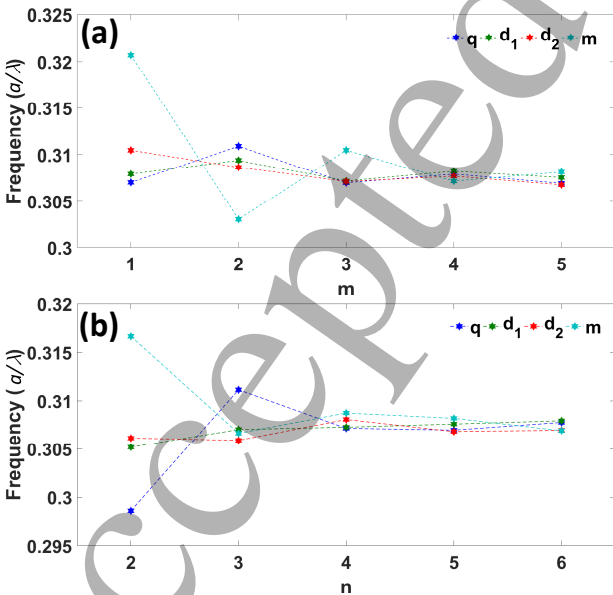 0.325
(a)
q d1 d2 m
0.32
0.315
0.31
0.305
0.3
Frequency (a/λ)
1 2 3 4 5
m
0.32
(b)
q d1 d2 m
0.315
0.31
0.305
0.3
0.295
Frequency ( a/λ)
2 3 4 5 6
n
ccepted